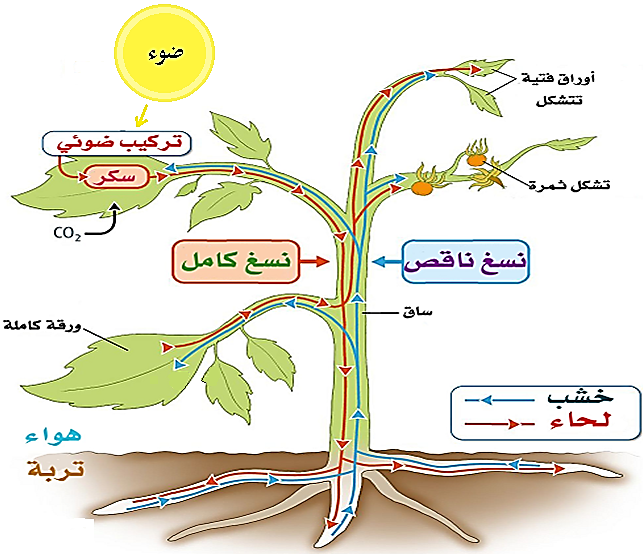 ضوء
تركيب ضوئي
سكر
CO₂
أوراق فتية
تتشكل
تشكل ثمرة
نسغ كامل
نسغ ناقص
ساق
ورقة كاملة
خشب
لحاء
هواء
تربة